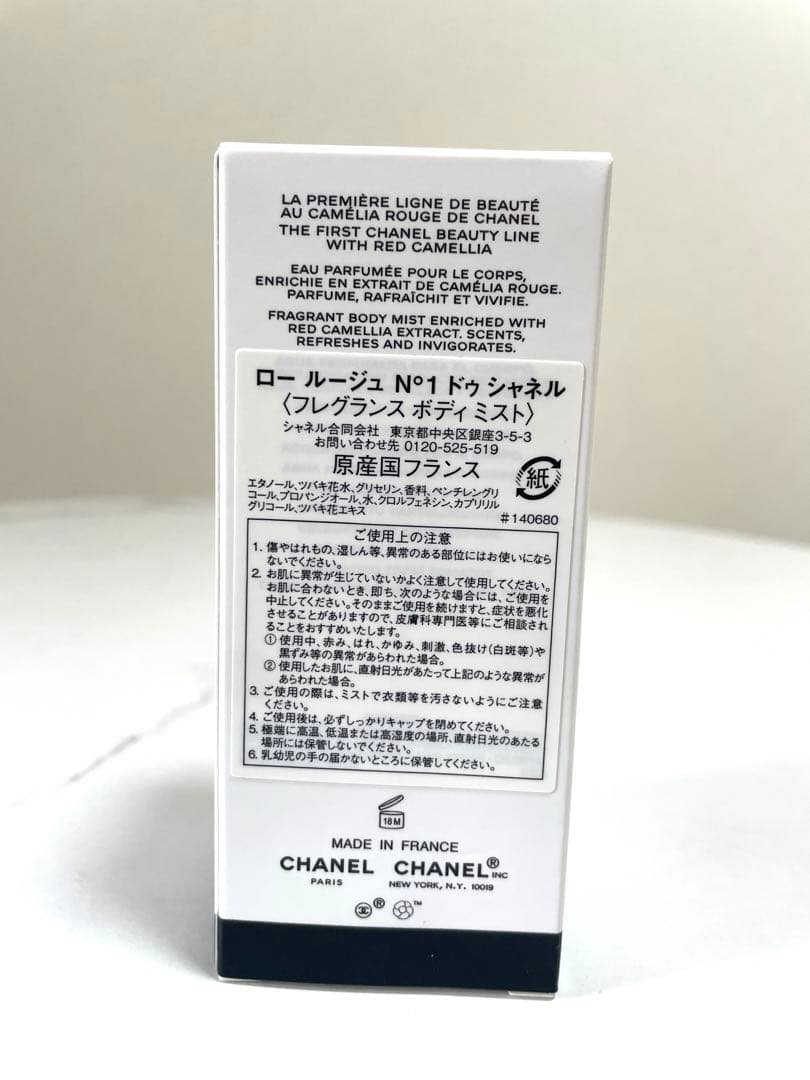 LA PREMIÈRE LIGNE DE BEAUTÉ
AU CAMÉLIA ROUGE DE CHANEL
THE FIRST CHANEL BEAUTY LINE
WITH RED CAMELLIA
EAU PARFUMÉE POUR LE CORPS,
ENRICHIE EN EXTRAIT DE CAMÉLIA ROUGE.
PARFUME, RAFRAÎCHIT ET VIVIFIE.
FRAGRANT BODY MIST ENRICHED WITH
RED CAMELLIA EXTRACT. SCENTS,
REFRESHES AND INVIGORATES.
ロー ルージュ N°1 ドゥ シャネル
〈フレグランス ボディ ミスト〉
シャネル合同会社 東京都中央区銀座3-5-3
お問い合わせ先 0120-525-519
原産国フランス
紙
エタノール、ツバキ花水、グリセリン、香料、ペンチレングリ
コール、プロパンジオール、水、クロルフェネシン、カプリリル
グリコール、ツバキ花エキス
#140680
ご使用上の注意
1. 傷やはれもの、湿しん等、異常のある部位にはお使いになら
ないでください。
2. お肌に異常が生じていないかよく注意して使用してください。
お肌に合わないとき、即ち、次のような場合には、ご使用を
中止してください。そのままご使用を続けますと、症状を悪化
させることがありますので、皮膚科専門医等にご相談され
ることをおすすめいたします。
① 使用中、赤み、はれ、かゆみ、刺激、色抜け(白斑等)や
黒ずみ等の異常があらわれた場合。
② 使用したお肌に、直射日光があたって上記のような異常が
あらわれた場合。
3. ご使用の際は、ミストで衣類等を汚さないようにご注意
ください。
4. ご使用後は、必ずしっかりキャップを閉めてください。
5. 極端に高温、低温または高湿度の場所、直射日光のあたる
場所には保管しないでください。
6. 乳幼児の手の届かないところに保管してください。
18M
MADE IN FRANCE
CHANEL CHANEL® INC
PARIS NEW YORK, N.Y. 10019
® ™